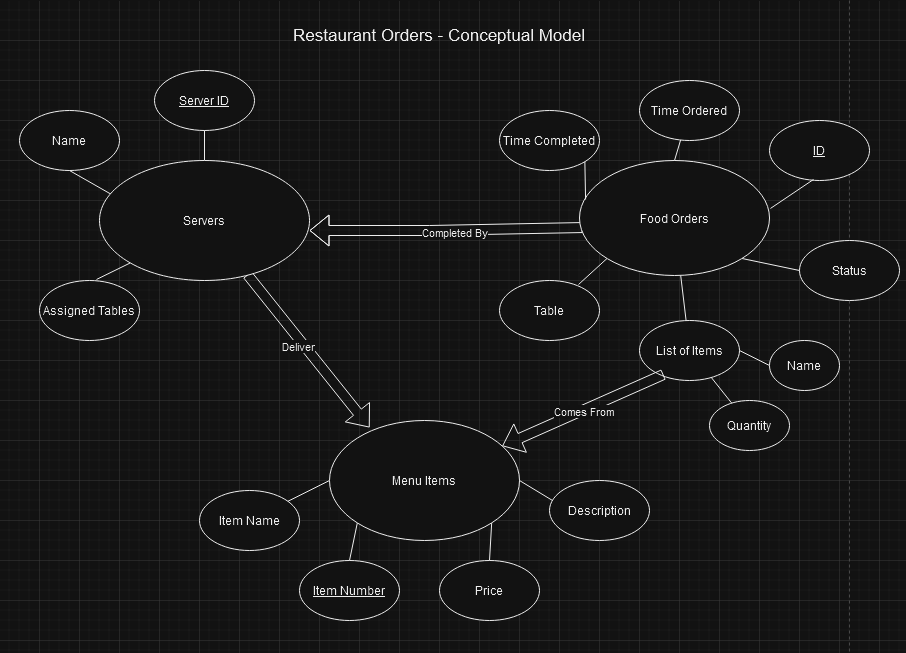 Restaurant Orders - Conceptual Model
Server ID
Name
Servers
Assigned Tables
Time Ordered
Time Completed
ID
Food Orders
Completed By
Status
Table
List of Items
Name
Quantity
Deliver
Comes From
Menu Items
Item Name
Description
Item Number
Price